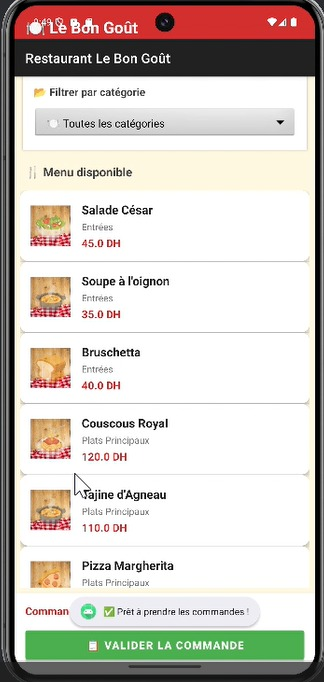 9:49
Le Bon Goût
Restaurant Le Bon Goût
Filtrer par catégorie
Toutes les catégories
Menu disponible
Salade César
Entrées
45.0 DH
Soupe à l'oignon
Entrées
35.0 DH
Bruschetta
Entrées
40.0 DH
Couscous Royal
Plats Principaux
120.0 DH
Tajine d'Agneau
Plats Principaux
110.0 DH
Pizza Margherita
Plats Principaux
Comman
Prêt à prendre les commandes !
VALIDER LA COMMANDE